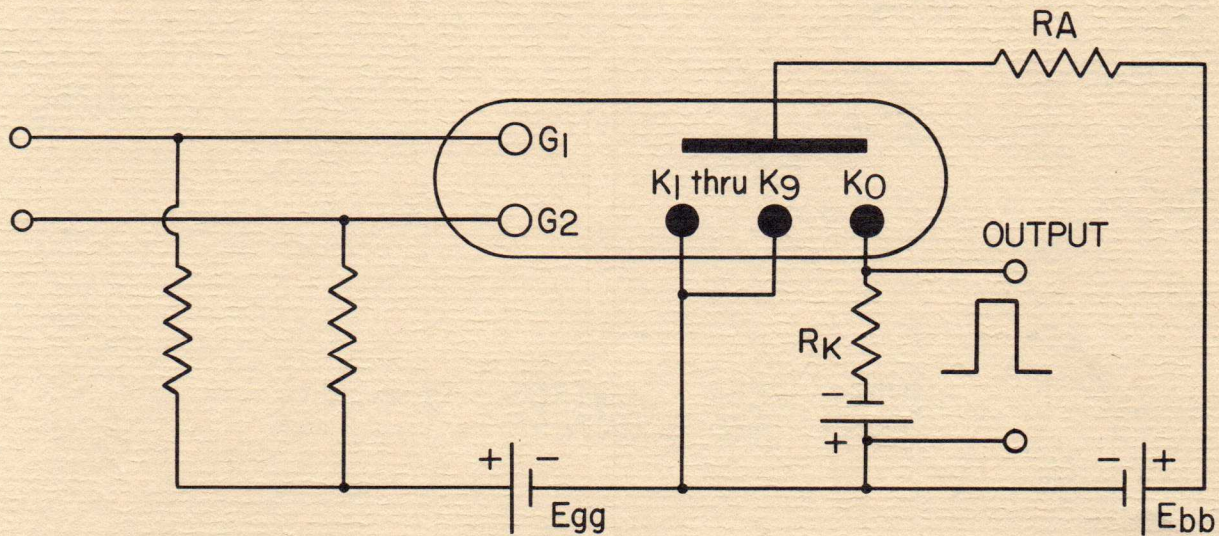 RA
G1
K1 thru K9 K0
G2
OUTPUT
RK
-
+
+ -
Egg
- +
Ebb